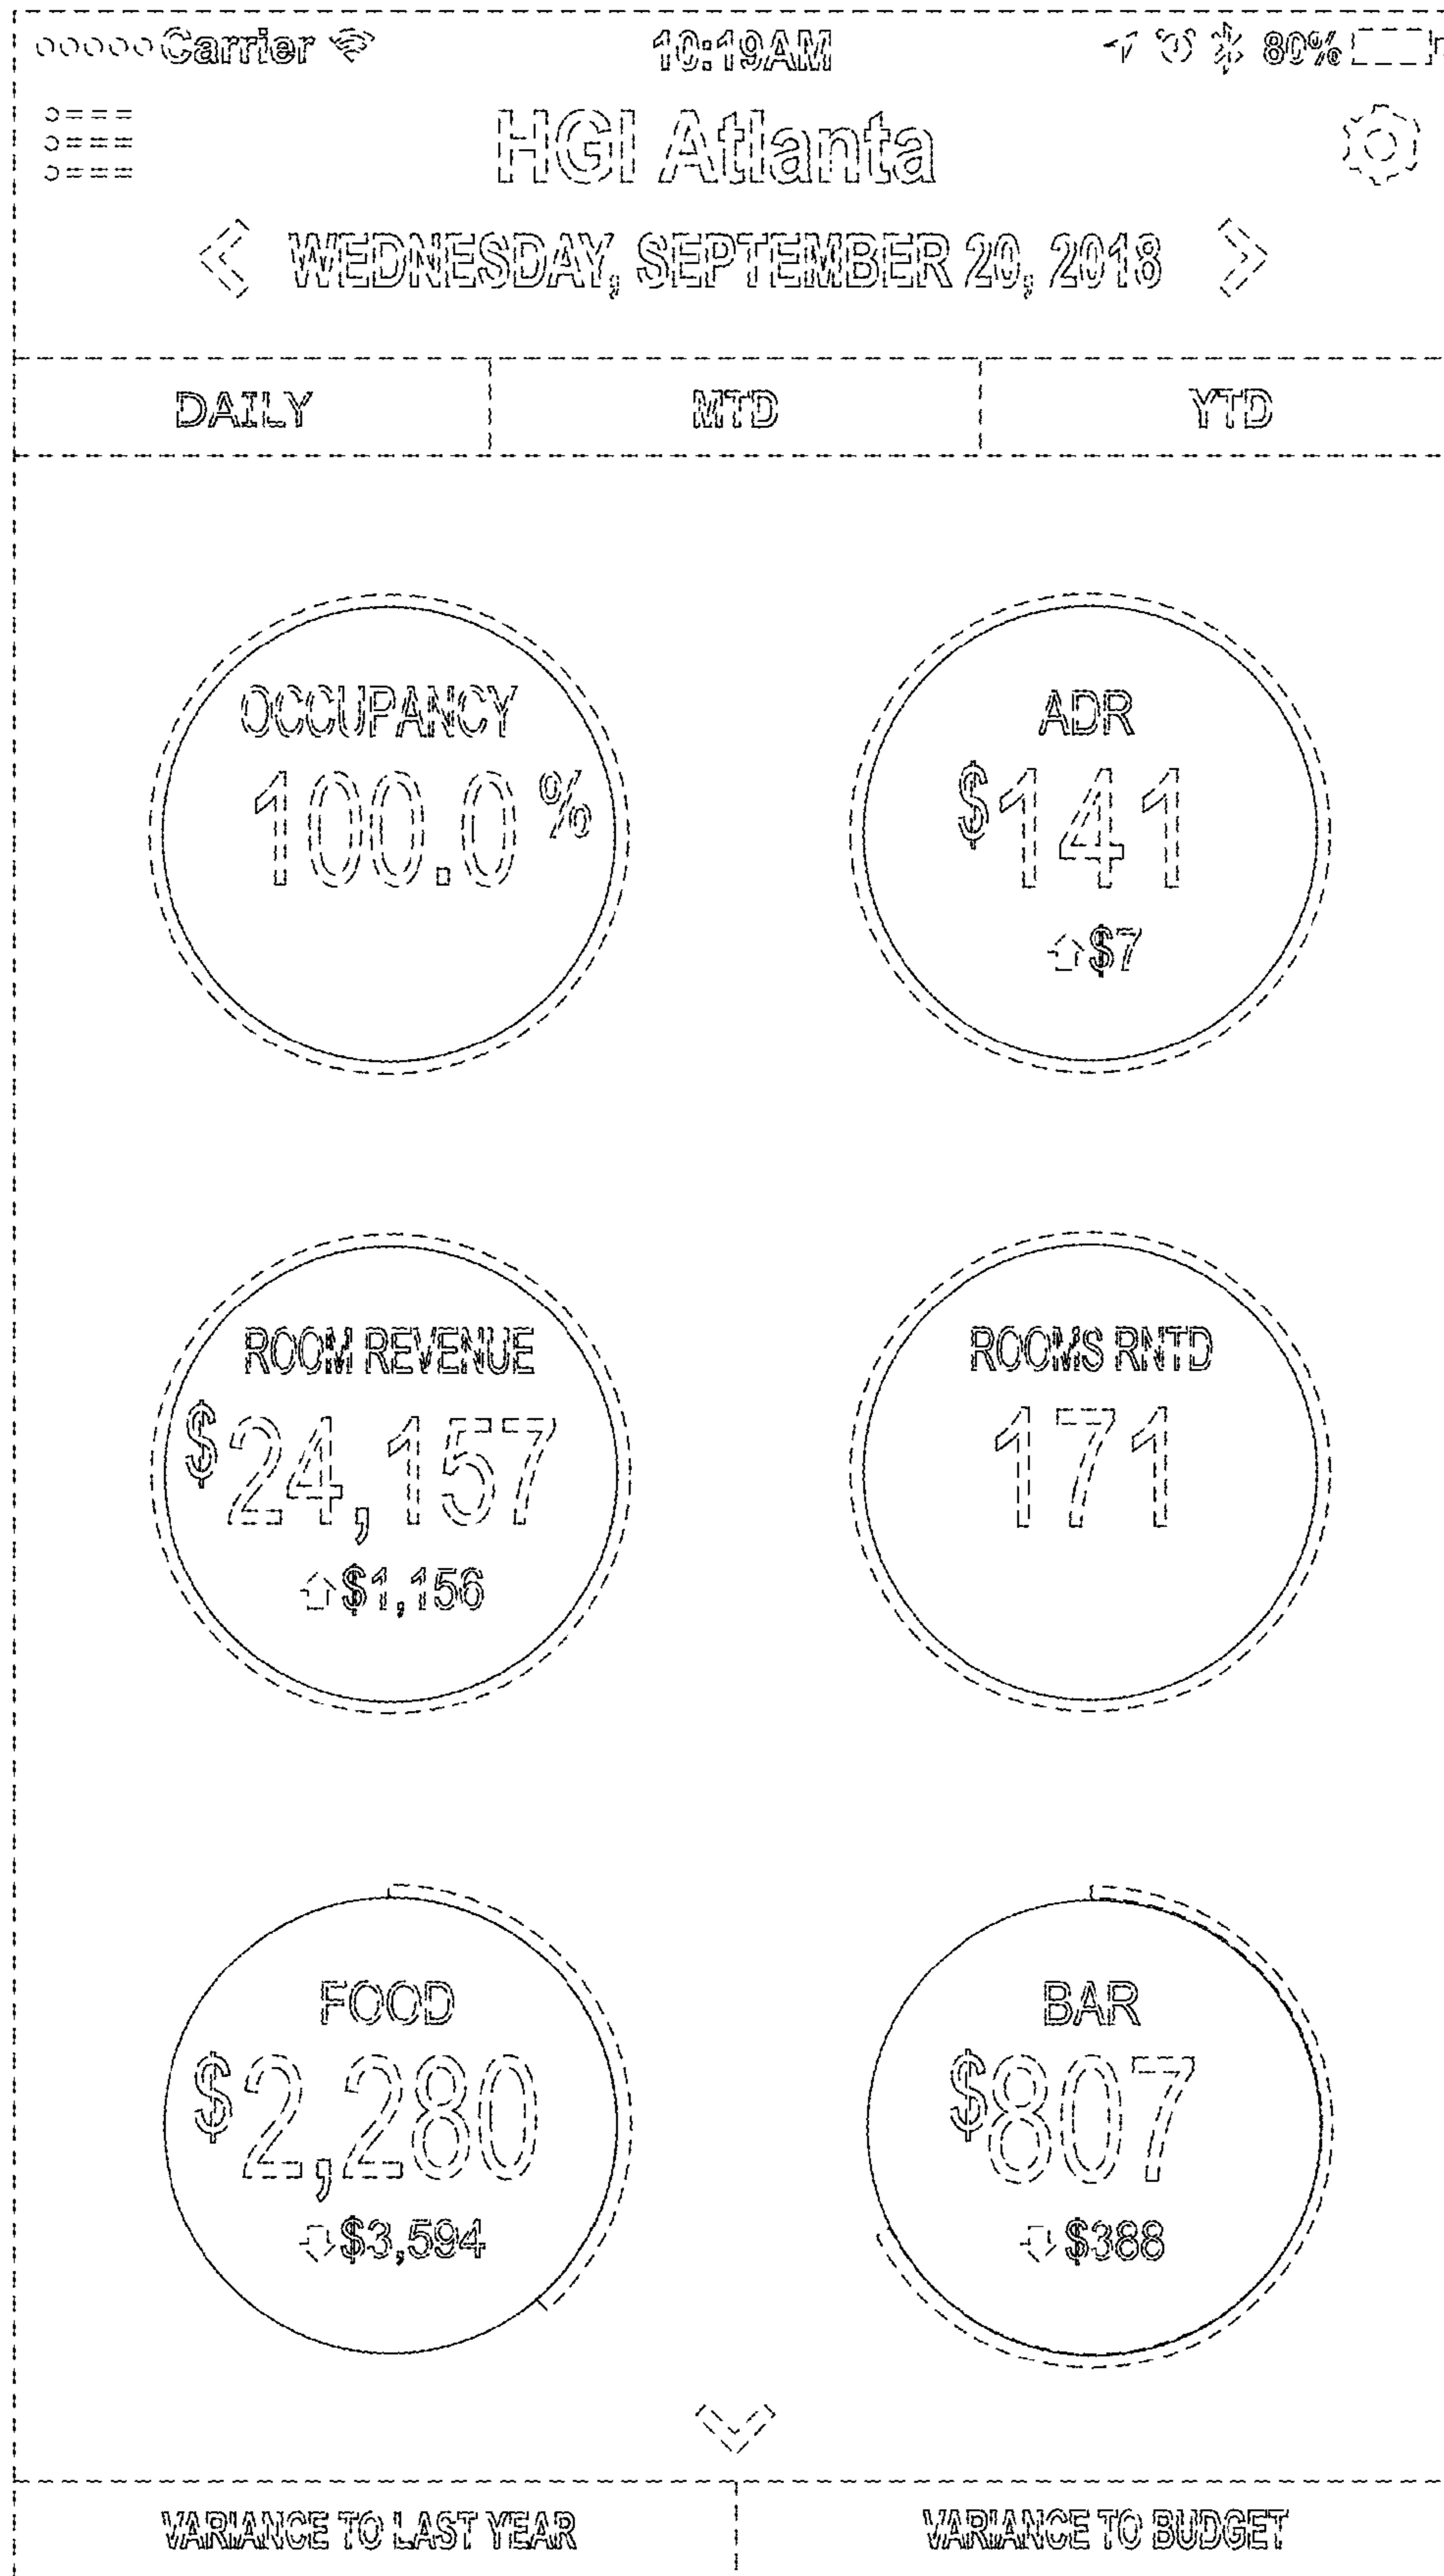 Carrier 10:19AM 80%
HGI Atlanta
WEDNESDAY, SEPTEMBER 20, 2018
DAILY MTD YTD
OCCUPANCY ADR
100.0% $141
$7
ROOM REVENUE ROOMS RNTD
$24,157 171
$1,156
FOOD BAR
$2,280 $807
$3,594 $388
VARIANCE TO LAST YEAR VARIANCE TO BUDGET